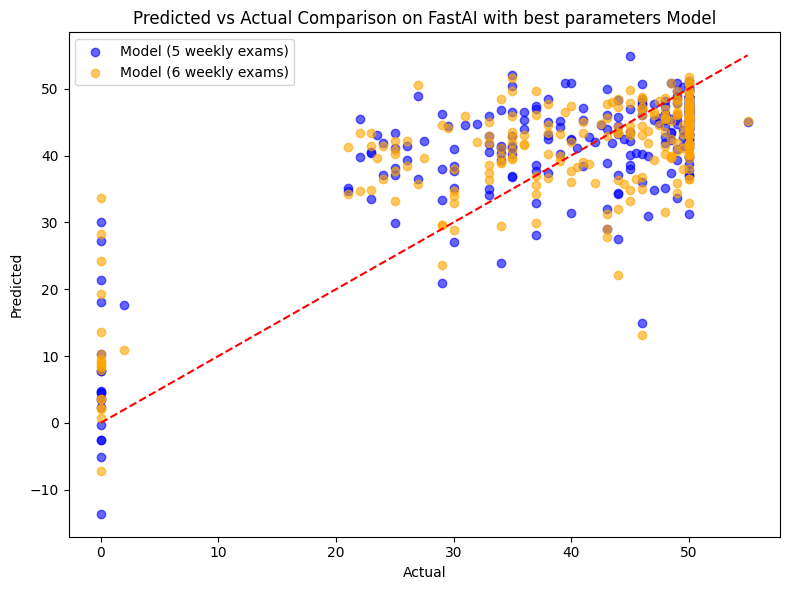 Predicted vs Actual Comparison on FastAI with best parameters Model
Model (5 weekly exams)
Model (6 weekly exams)
50
40
30
20
10
0
−10
Predicted
0 10 20 30 40 50
Actual